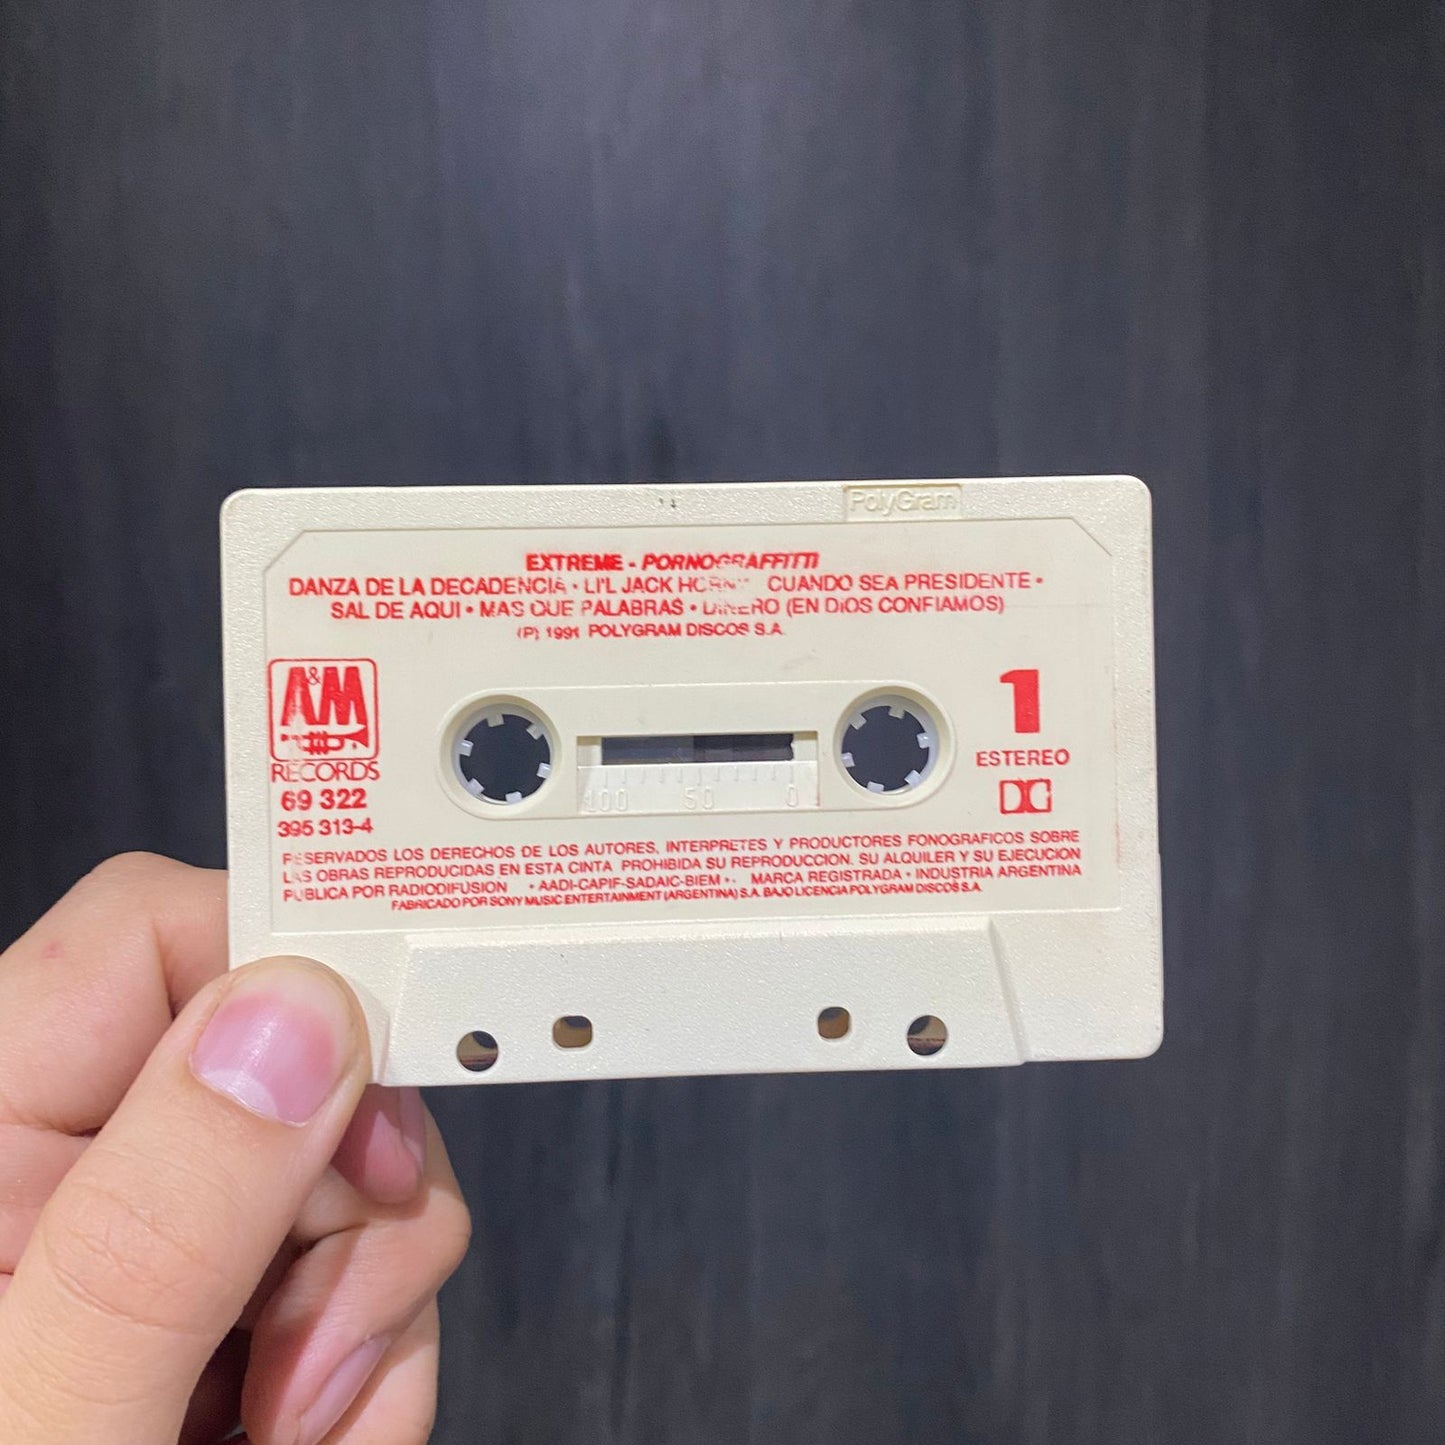 PolyGram
EXTREME - PORNOGRAFFITTI
DANZA DE LA DECADENCIA • LI'L JACK HORNY CUANDO SEA PRESIDENTE •
SAL DE AQUI • MAS QUE PALABRAS • DINERO (EN DIOS CONFIAMOS)
(P) 1991 POLYGRAM DISCOS S.A.
A&M
RECORDS
69 322
395 313-4
1
ESTEREO
100 50 0
RESERVADOS LOS DERECHOS DE LOS AUTORES, INTERPRETES Y PRODUCTORES FONOGRAFICOS SOBRE
LAS OBRAS REPRODUCIDAS EN ESTA CINTA PROHIBIDA SU REPRODUCCION. SU ALQUILER Y SU EJECUCION
PUBLICA POR RADIODIFUSION • AADI-CAPIF-SADAIC-BIEM • MARCA REGISTRADA • INDUSTRIA ARGENTINA
FABRICADO POR SONY MUSIC ENTERTAINMENT (ARGENTINA) S.A. BAJO LICENCIA POLYGRAM DISCOS S.A.